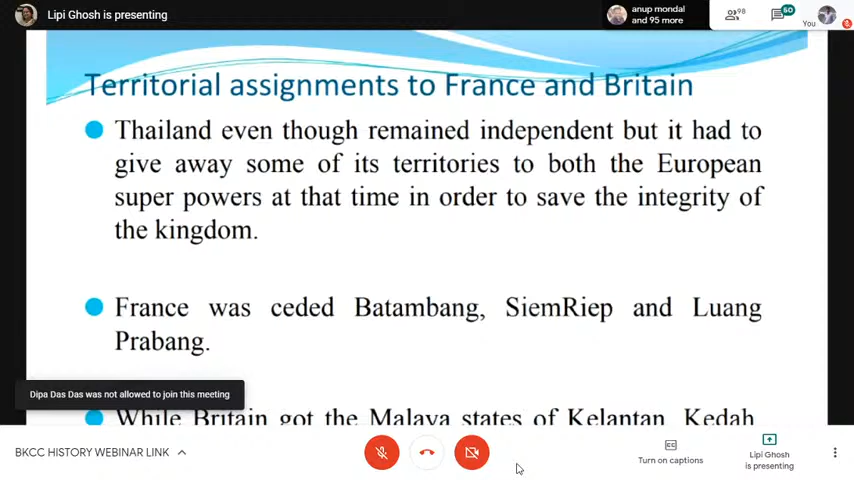 Lipi Ghosh is presenting
anup mondal
and 95 more
98
50
You
Territorial assignments to France and Britain
Thailand even though remained independent but it had to
give away some of its territories to both the European
super powers at that time in order to save the integrity of
the kingdom.
France was ceded Batambang, SiemRiep and Luang
Prabang.
Dipa Das Das was not allowed to join this meeting
While Britain got the Malaya states of Kelantan, Kedah,
BKCC HISTORY WEBINAR LINK
Turn on captions
Lipi Ghosh
is presenting